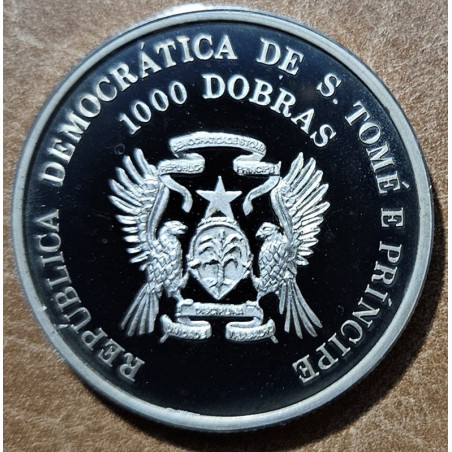 REPÚBLICA DEMOCRÁTICA DE S. TOMÉ E PRÍNCIPE
1000 DOBRAS